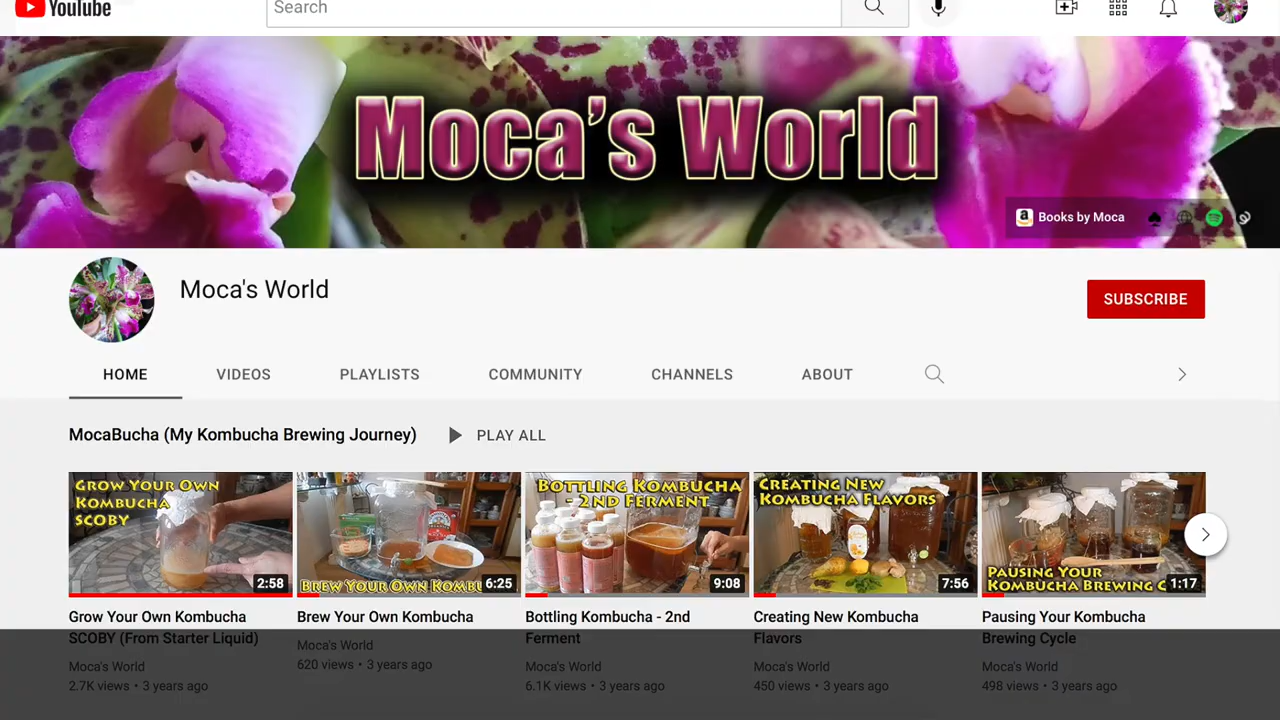 YouTube
Search
Moca's World
Books by Moca
Moca's World
SUBSCRIBE
HOME
VIDEOS
PLAYLISTS
COMMUNITY
CHANNELS
ABOUT
MocaBucha (My Kombucha Brewing Journey)
PLAY ALL
GROW YOUR OWN
KOMBUCHA
SCOBY
2:58
BREW YOUR OWN KOMBU
6:25
BOTTLING KOMBUCHA
- 2ND FERMENT
9:08
CREATING NEW
KOMBUCHA FLAVORS
7:56
PAUSING YOUR
KOMBUCHA BREWING C
1:17
Grow Your Own Kombucha
SCOBY (From Starter Liquid)
Moca's World
2.7K views • 3 years ago
Brew Your Own Kombucha
Moca's World
620 views • 3 years ago
Bottling Kombucha - 2nd
Ferment
Moca's World
6.1K views • 3 years ago
Creating New Kombucha
Flavors
Moca's World
450 views • 3 years ago
Pausing Your Kombucha
Brewing Cycle
Moca's World
498 views • 3 years ago